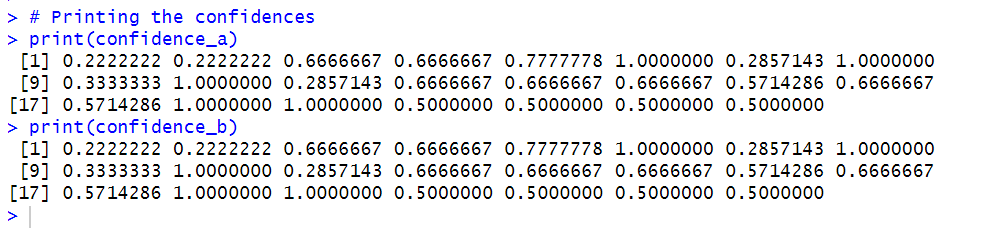 > # Printing the confidences
> print(confidence_a)
 [1] 0.2222222 0.2222222 0.6666667 0.6666667 0.7777778 1.0000000 0.2857143 1.0000000
 [9] 0.3333333 1.0000000 0.2857143 0.6666667 0.6666667 0.6666667 0.5714286 0.6666667
[17] 0.5714286 1.0000000 1.0000000 0.5000000 0.5000000 0.5000000 0.5000000
> print(confidence_b)
 [1] 0.2222222 0.2222222 0.6666667 0.6666667 0.7777778 1.0000000 0.2857143 1.0000000
 [9] 0.3333333 1.0000000 0.2857143 0.6666667 0.6666667 0.6666667 0.5714286 0.6666667
[17] 0.5714286 1.0000000 1.0000000 0.5000000 0.5000000 0.5000000 0.5000000
>